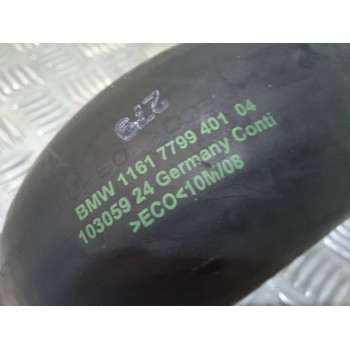 BMW 1161 7799 401 04
103059 24 Germany Conti
>ECO<10M/08